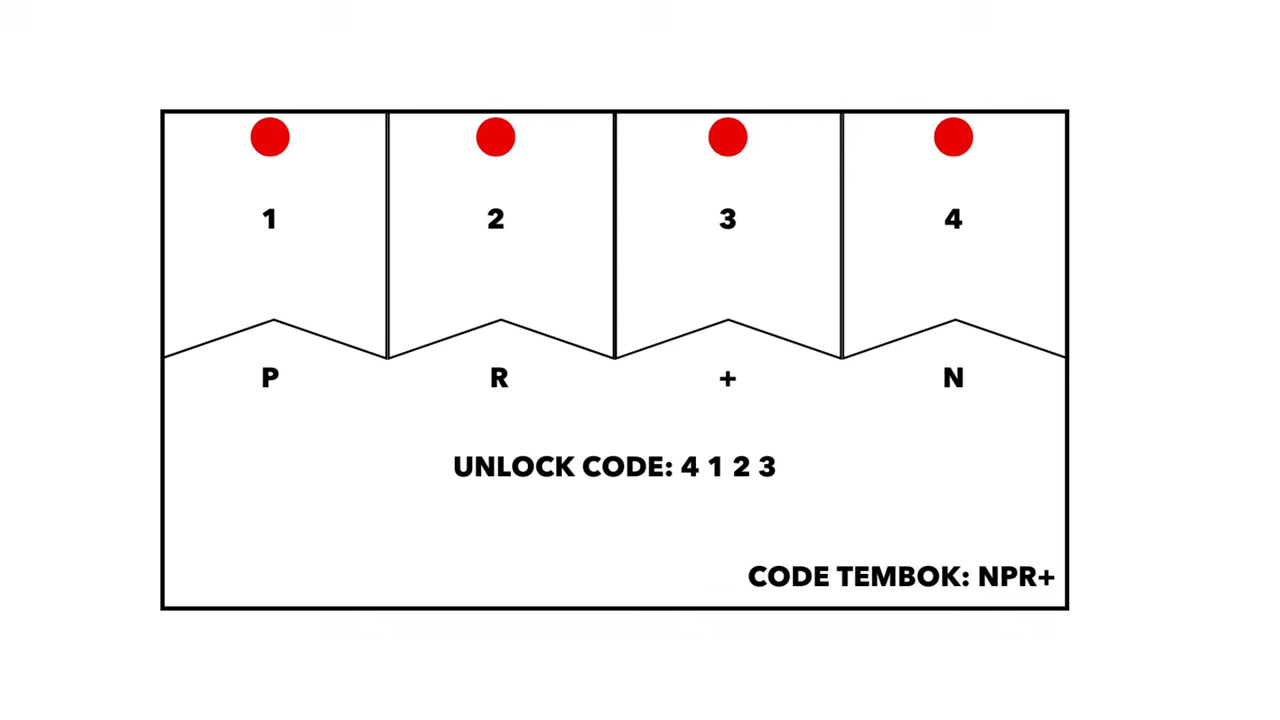 1 2 3 4
P R + N
UNLOCK CODE: 4 1 2 3
CODE TEMBOK: NPR+